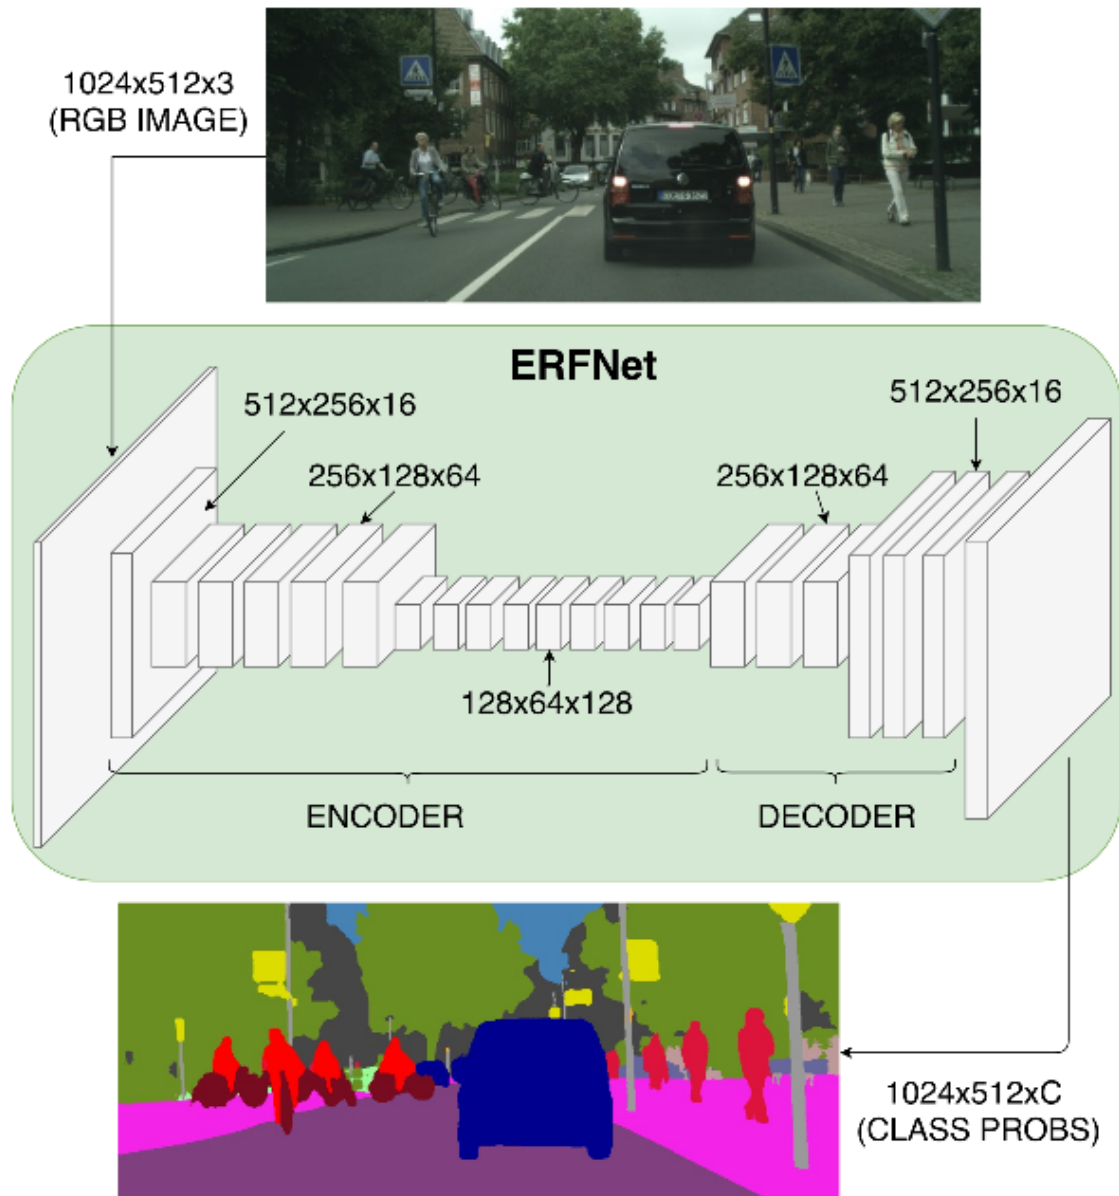 1024x512x3
(RGB IMAGE)
ERFNet
512x256x16
512x256x16
256x128x64
256x128x64
128x64x128
ENCODER
DECODER
1024x512xC
(CLASS PROBS)